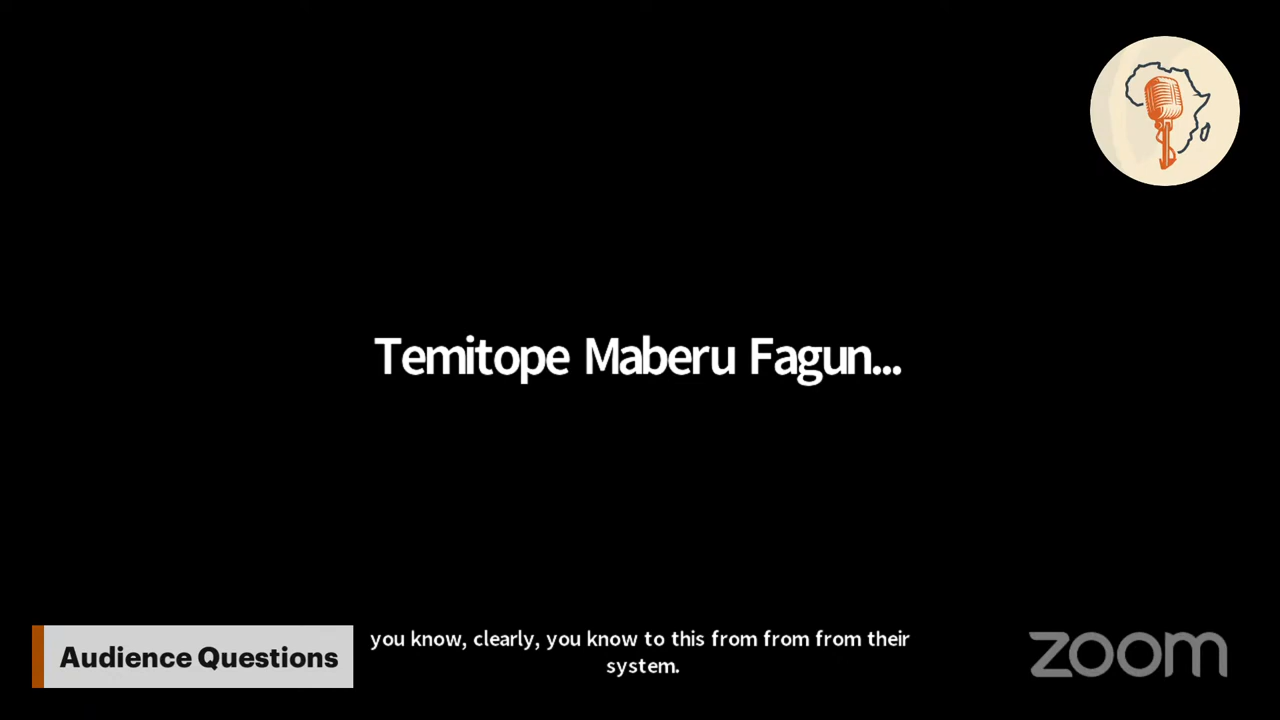 Temitope Maberu Fagun...
Audience Questions
you know, clearly, you know to this from from from their
system.
zoom